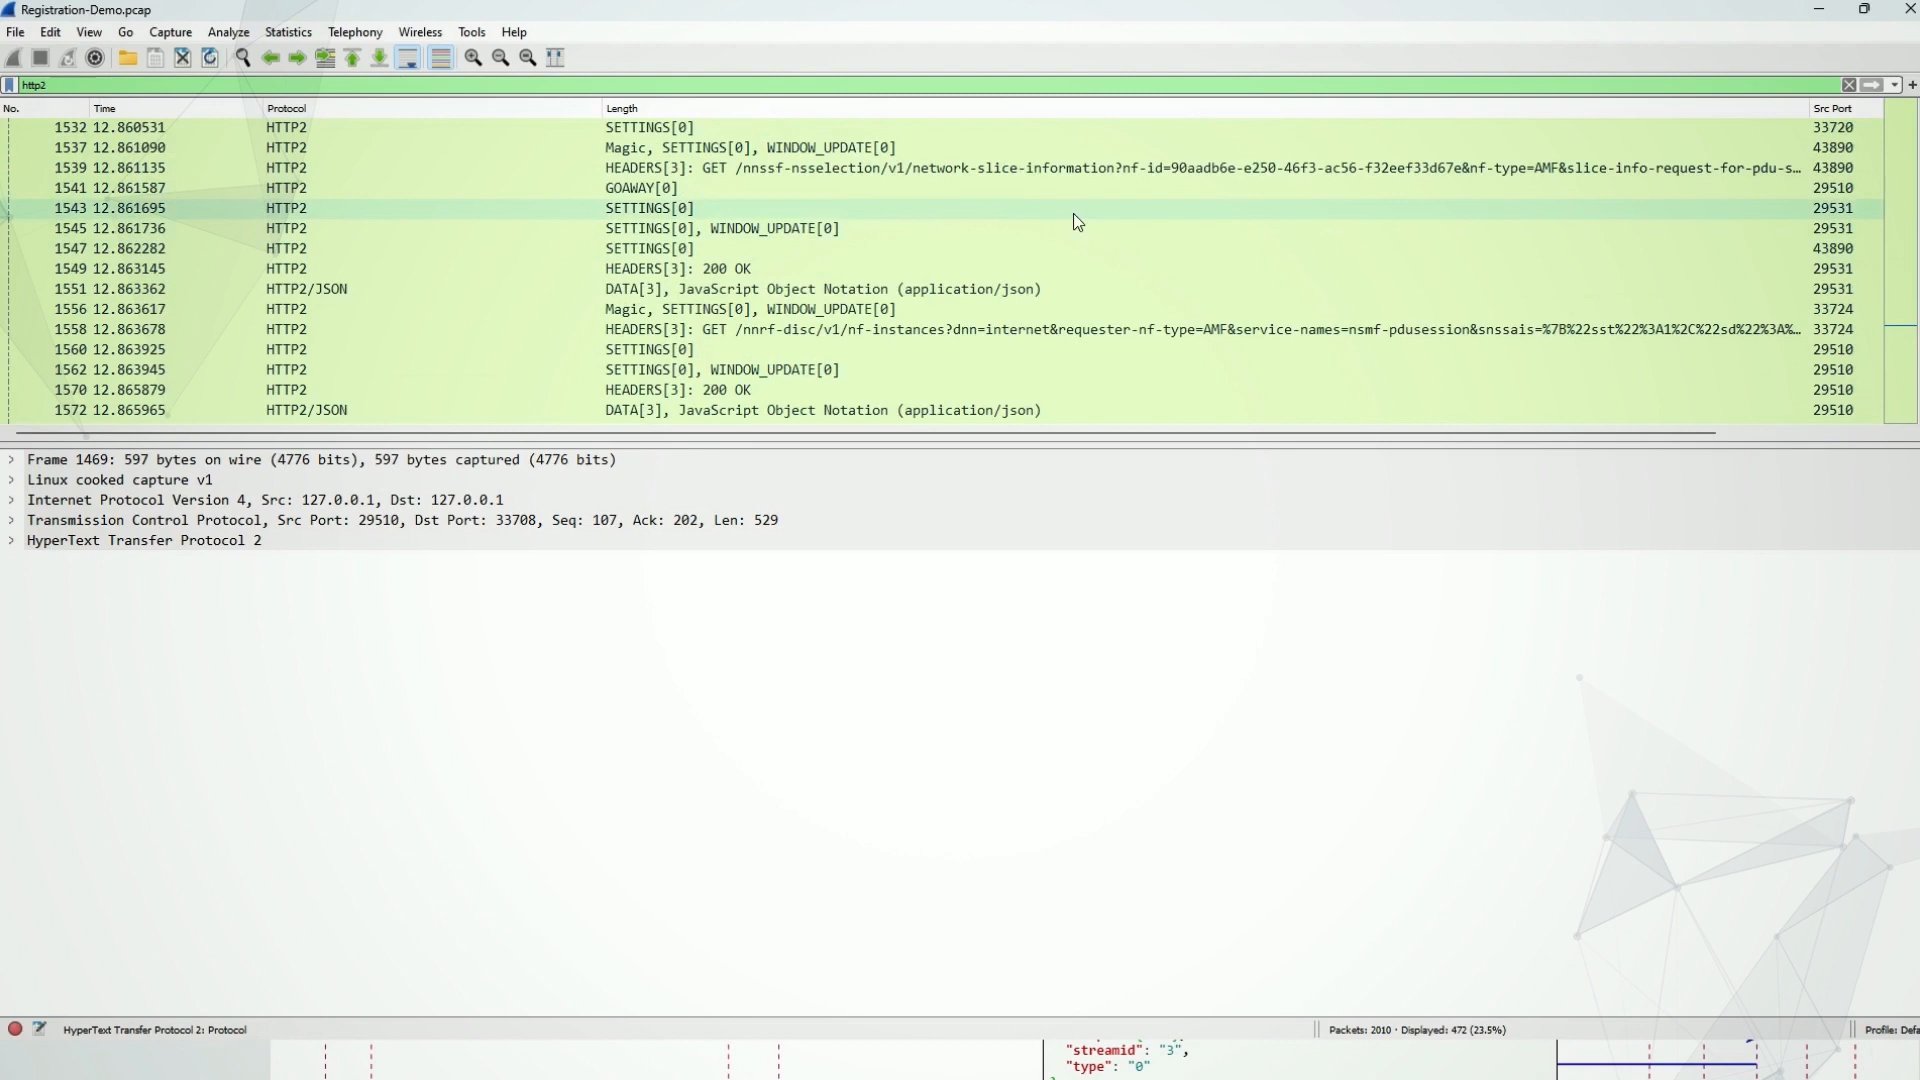 Registration-Demo.pcap
File Edit View Go Capture Analyze Statistics Telephony Wireless Tools Help
http2
No. Time Protocol Length Src Port
1532 12.860531 HTTP2 SETTINGS[0] 33720
1537 12.861090 HTTP2 Magic, SETTINGS[0], WINDOW_UPDATE[0] 43890
1539 12.861135 HTTP2 HEADERS[3]: GET /nnssf-nsselection/v1/network-slice-information?nf-id=90aadb6e-e250-46f3-ac56-f32eef33d67e&nf-type=AMF&slice-info-request-for-pdu-s… 43890
1541 12.861587 HTTP2 GOAWAY[0] 29510
1543 12.861695 HTTP2 SETTINGS[0] 29531
1545 12.861736 HTTP2 SETTINGS[0], WINDOW_UPDATE[0] 29531
1547 12.862282 HTTP2 SETTINGS[0] 43890
1549 12.863145 HTTP2 HEADERS[3]: 200 OK 29531
1551 12.863362 HTTP2/JSON DATA[3], JavaScript Object Notation (application/json) 29531
1556 12.863617 HTTP2 Magic, SETTINGS[0], WINDOW_UPDATE[0] 33724
1558 12.863678 HTTP2 HEADERS[3]: GET /nnrf-disc/v1/nf-instances?dnn=internet&requester-nf-type=AMF&service-names=nsmf-pdusession&snssais=%7B%22sst%22%3A1%2C%22sd%22%3A%… 33724
1560 12.863925 HTTP2 SETTINGS[0] 29510
1562 12.863945 HTTP2 SETTINGS[0], WINDOW_UPDATE[0] 29510
1570 12.865879 HTTP2 HEADERS[3]: 200 OK 29510
1572 12.865965 HTTP2/JSON DATA[3], JavaScript Object Notation (application/json) 29510
> Frame 1469: 597 bytes on wire (4776 bits), 597 bytes captured (4776 bits)
> Linux cooked capture v1
> Internet Protocol Version 4, Src: 127.0.0.1, Dst: 127.0.0.1
> Transmission Control Protocol, Src Port: 29510, Dst Port: 33708, Seq: 107, Ack: 202, Len: 529
> HyperText Transfer Protocol 2
HyperText Transfer Protocol 2: Protocol Packets: 2010 · Displayed: 472 (23.5%) Profile: Defa
"streamid": "3",
"type": "0"